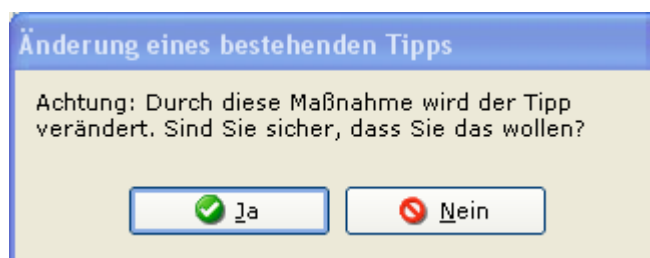 Änderung eines bestehenden Tipps
Achtung: Durch diese Maßnahme wird der Tipp
verändert. Sind Sie sicher, dass Sie das wollen?
Ja
Nein